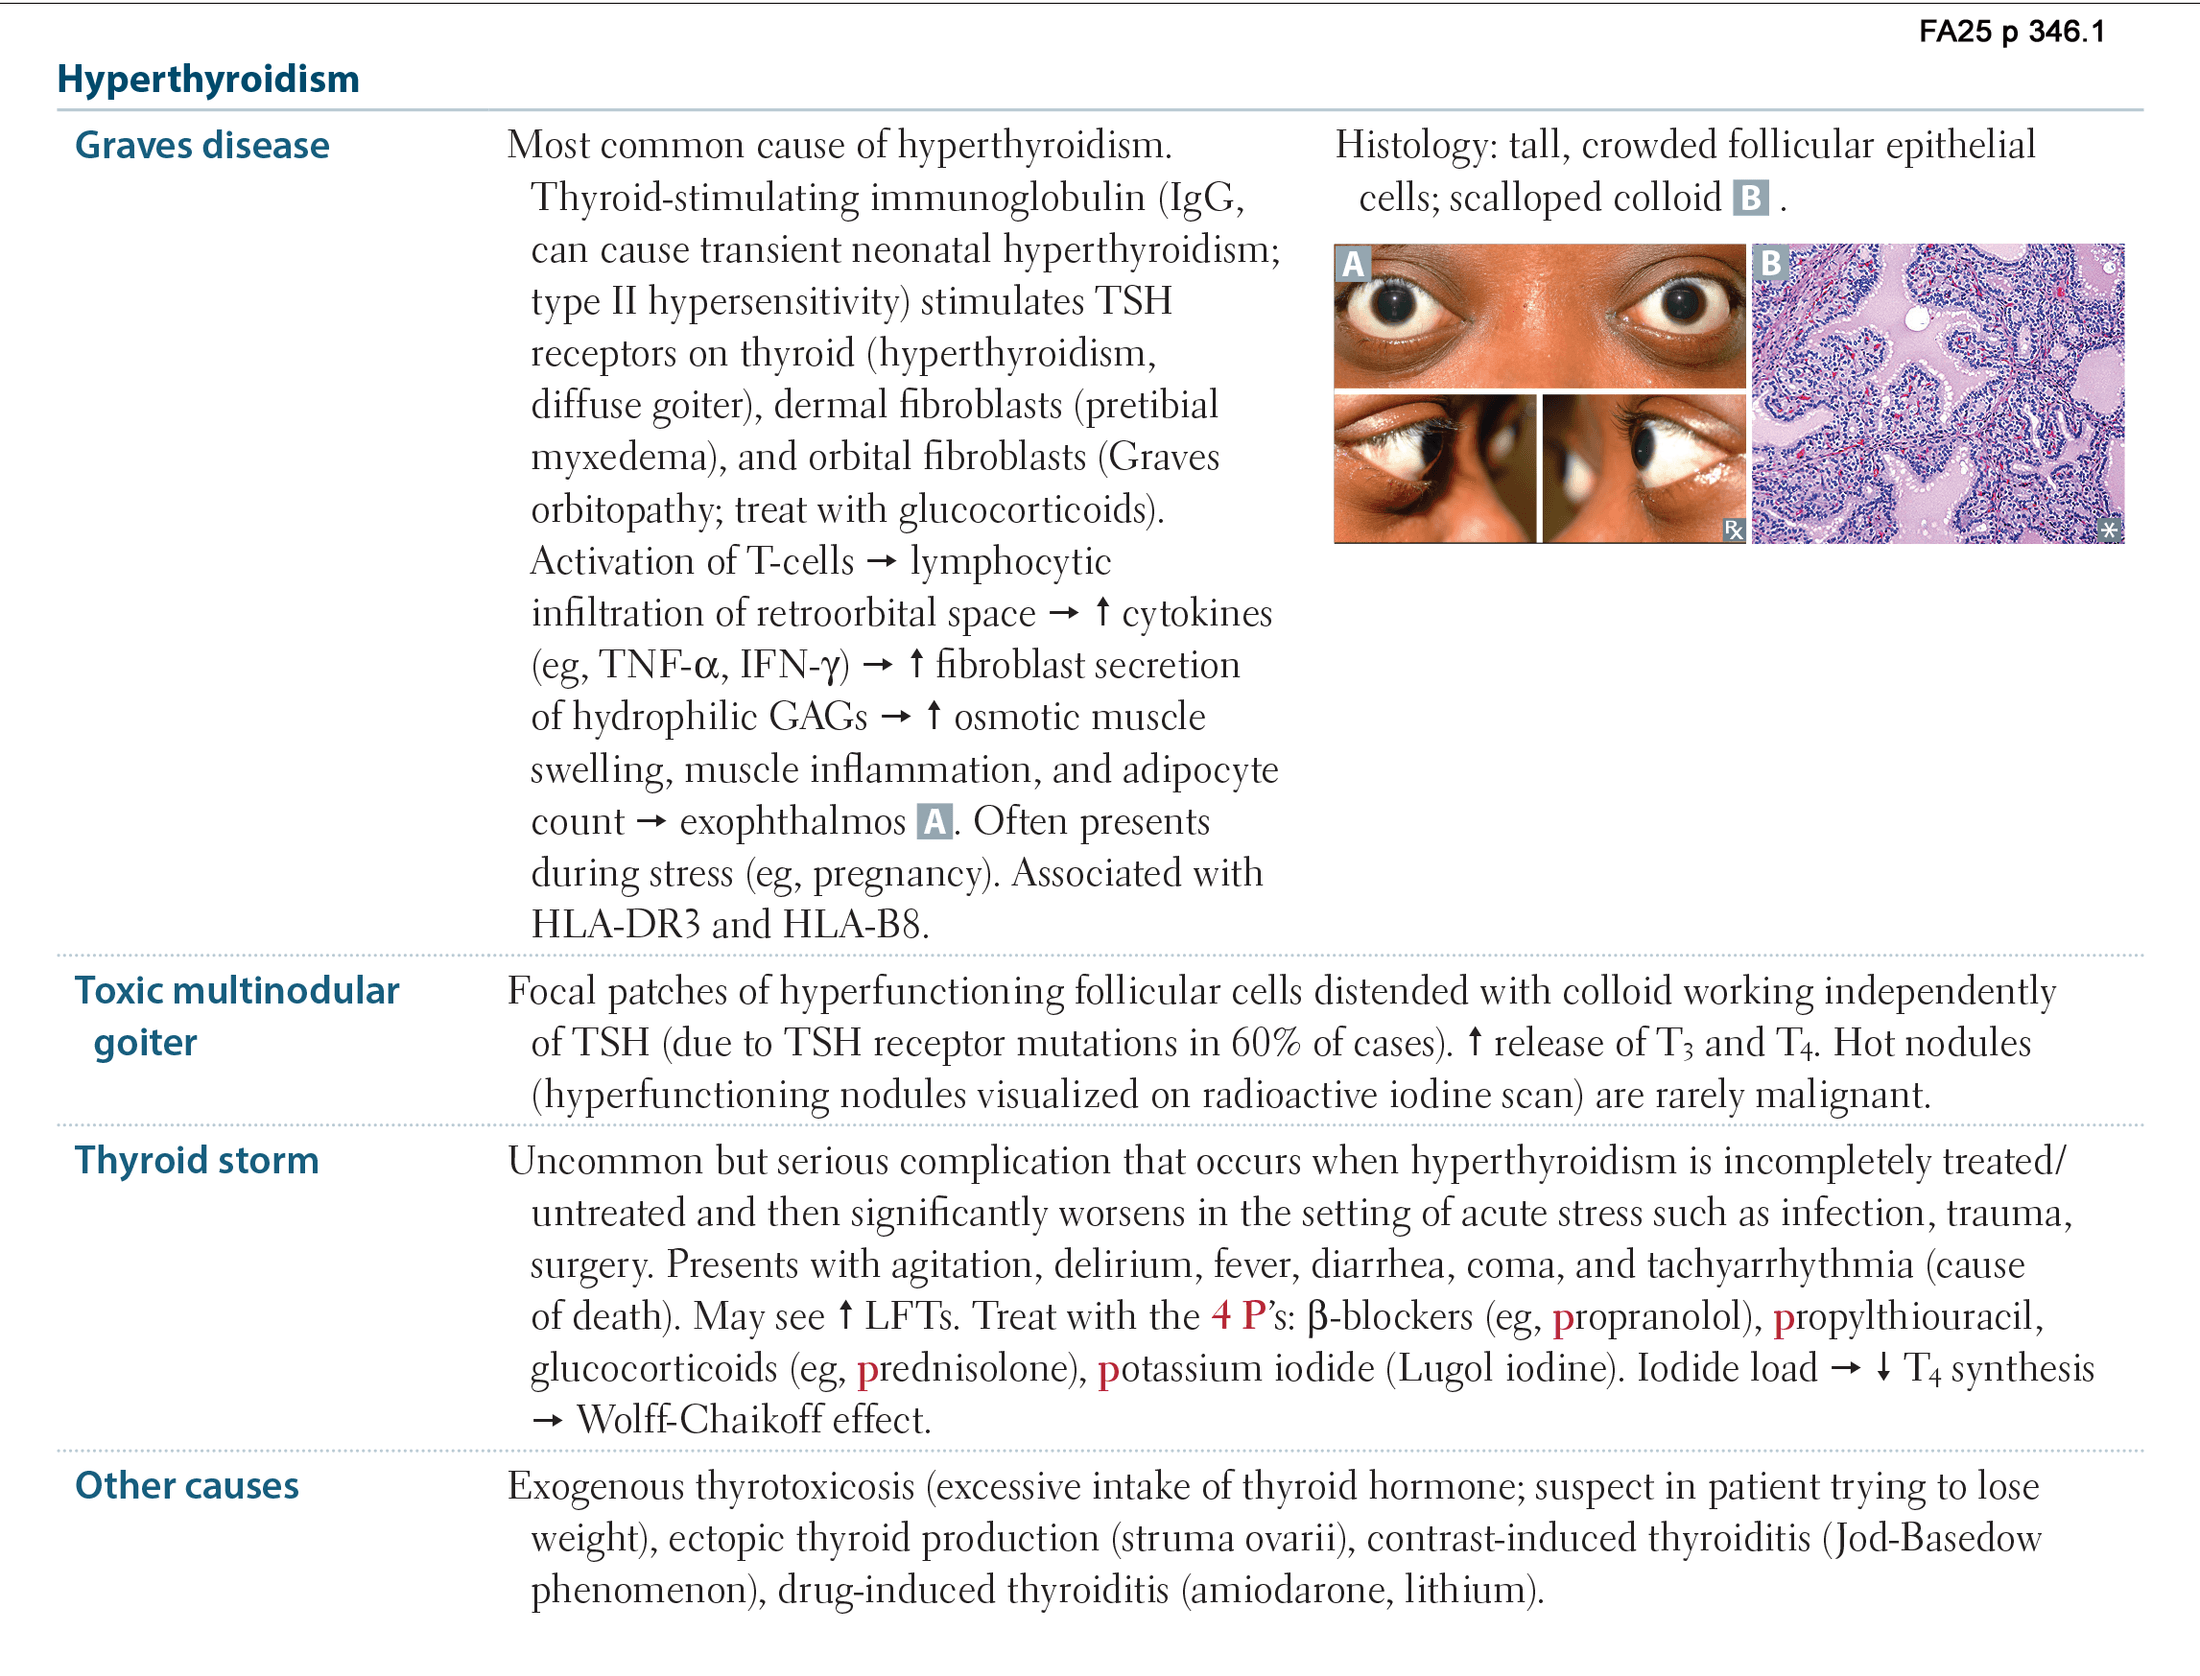 FA25 p 346.1
Hyperthyroidism
Graves disease
Most common cause of hyperthyroidism.
Thyroid-stimulating immunoglobulin (IgG,
can cause transient neonatal hyperthyroidism;
type II hypersensitivity) stimulates TSH
receptors on thyroid (hyperthyroidism,
diffuse goiter), dermal fibroblasts (pretibial
myxedema), and orbital fibroblasts (Graves
orbitopathy; treat with glucocorticoids).
Activation of T-cells → lymphocytic
infiltration of retroorbital space → ↑ cytokines
(eg, TNF-α, IFN-γ) → ↑ fibroblast secretion
of hydrophilic GAGs → ↑ osmotic muscle
swelling, muscle inflammation, and adipocyte
count → exophthalmos A. Often presents
during stress (eg, pregnancy). Associated with
HLA-DR3 and HLA-B8.
Histology: tall, crowded follicular epithelial
cells; scalloped colloid B .
A
B
Rx
*
Toxic multinodular
goiter
Focal patches of hyperfunctioning follicular cells distended with colloid working independently
of TSH (due to TSH receptor mutations in 60% of cases). ↑ release of T₃ and T₄. Hot nodules
(hyperfunctioning nodules visualized on radioactive iodine scan) are rarely malignant.
Thyroid storm
Uncommon but serious complication that occurs when hyperthyroidism is incompletely treated/
untreated and then significantly worsens in the setting of acute stress such as infection, trauma,
surgery. Presents with agitation, delirium, fever, diarrhea, coma, and tachyarrhythmia (cause
of death). May see ↑ LFTs. Treat with the 4 P's: β-blockers (eg, propranolol), propylthiouracil,
glucocorticoids (eg, prednisolone), potassium iodide (Lugol iodine). Iodide load → ↓ T₄ synthesis
→ Wolff-Chaikoff effect.
Other causes
Exogenous thyrotoxicosis (excessive intake of thyroid hormone; suspect in patient trying to lose
weight), ectopic thyroid production (struma ovarii), contrast-induced thyroiditis (Jod-Basedow
phenomenon), drug-induced thyroiditis (amiodarone, lithium).